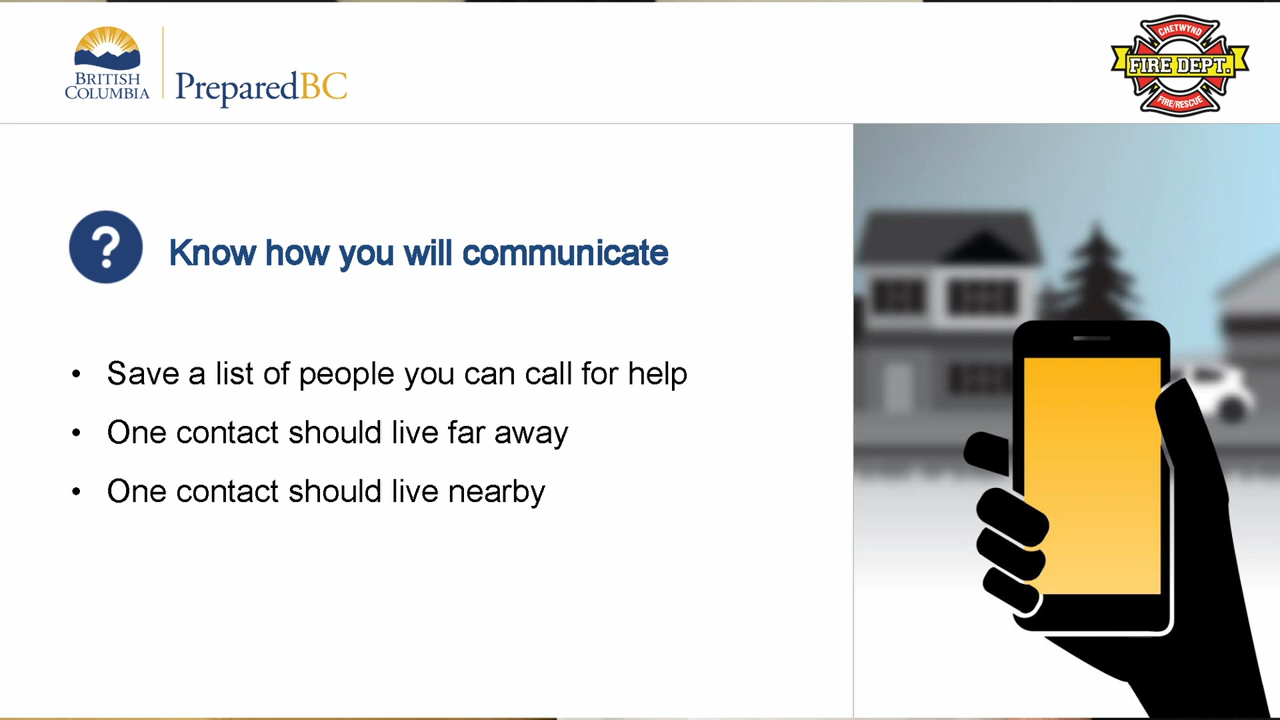 BRITISH
COLUMBIA
PreparedBC
CHETWYND
FIRE DEPT.
FIRE/RESCUE
?
Know how you will communicate
• Save a list of people you can call for help
• One contact should live far away
• One contact should live nearby